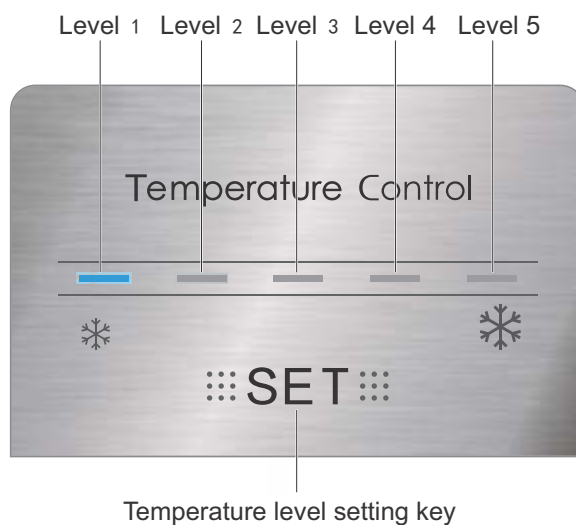 Level 1 Level 2 Level 3 Level 4 Level 5
Temperature Control
SET
Temperature level setting key